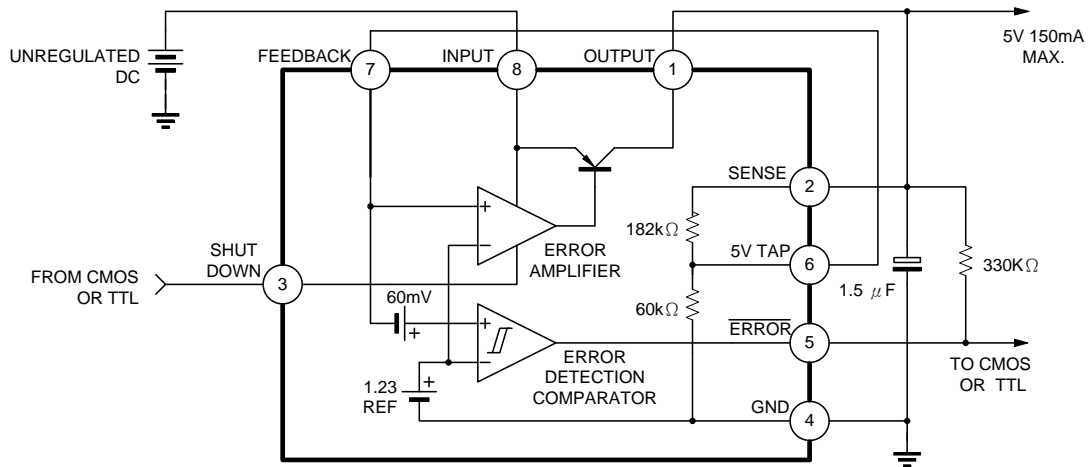 UNREGULATED
DC
FEEDBACK
7
INPUT
8
OUTPUT
1
5V 150mA
MAX.
SENSE
2
182kΩ
5V TAP
6
60kΩ
1.5 μF
330KΩ
ERROR
5
TO CMOS
OR TTL
GND
4
+
−
ERROR
AMPLIFIER
SHUT
DOWN
3
FROM CMOS
OR TTL
60mV
+
+
−
ERROR
DETECTION
COMPARATOR
1.23
REF
+